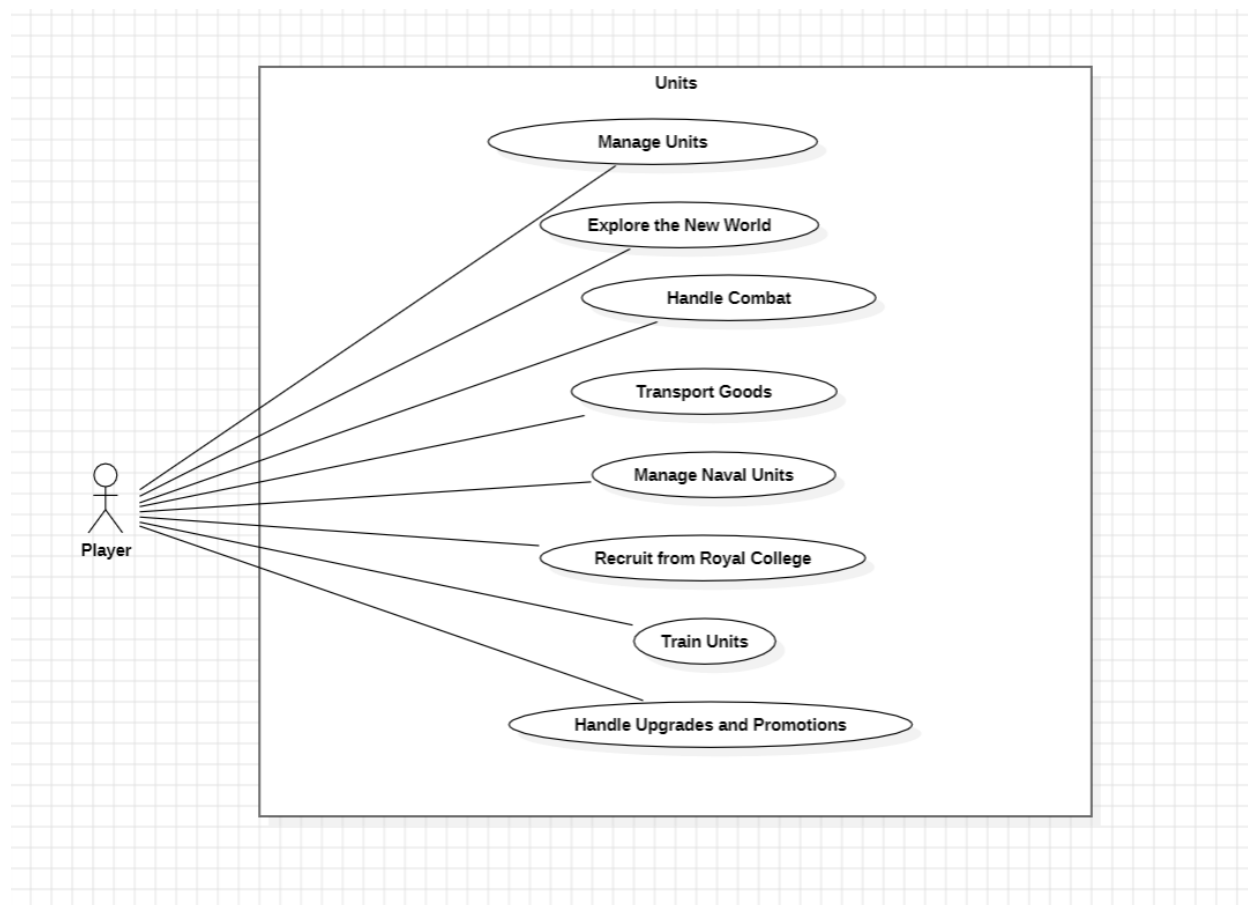 Units
Manage Units
Explore the New World
Handle Combat
Transport Goods
Manage Naval Units
Player
Recruit from Royal College
Train Units
Handle Upgrades and Promotions